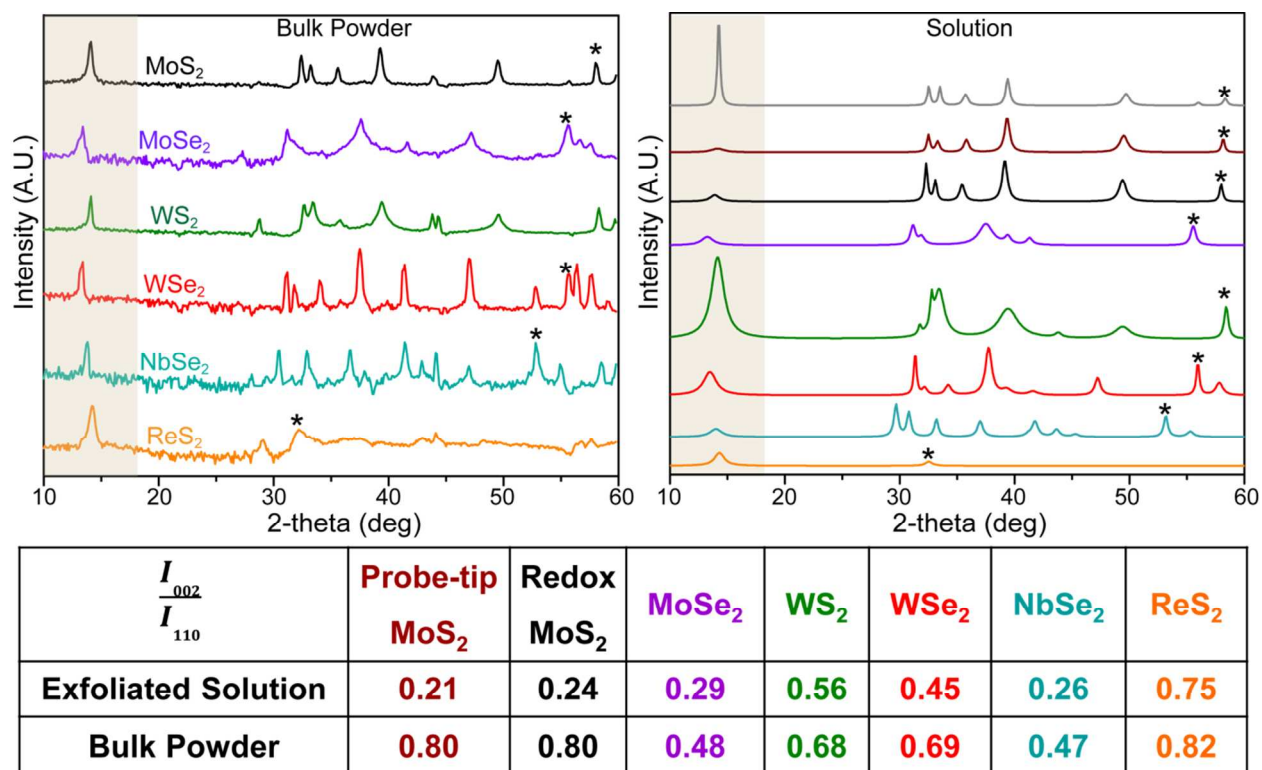 Bulk Powder
Intensity (A.U.)
MoS₂
*
MoSe₂
*
WS₂
WSe₂
*
NbSe₂
*
ReS₂
*
10 20 30 40 50 60
2-theta (deg)
Solution
Intensity (A.U.)
*
*
*
*
*
*
*
*
10 20 30 40 50 60
2-theta (deg)
I₀₀₂ / I₁₁₀ Probe-tip MoS₂ Redox MoS₂ MoSe₂ WS₂ WSe₂ NbSe₂ ReS₂
Exfoliated Solution 0.21 0.24 0.29 0.56 0.45 0.26 0.75
Bulk Powder 0.80 0.80 0.48 0.68 0.69 0.47 0.82